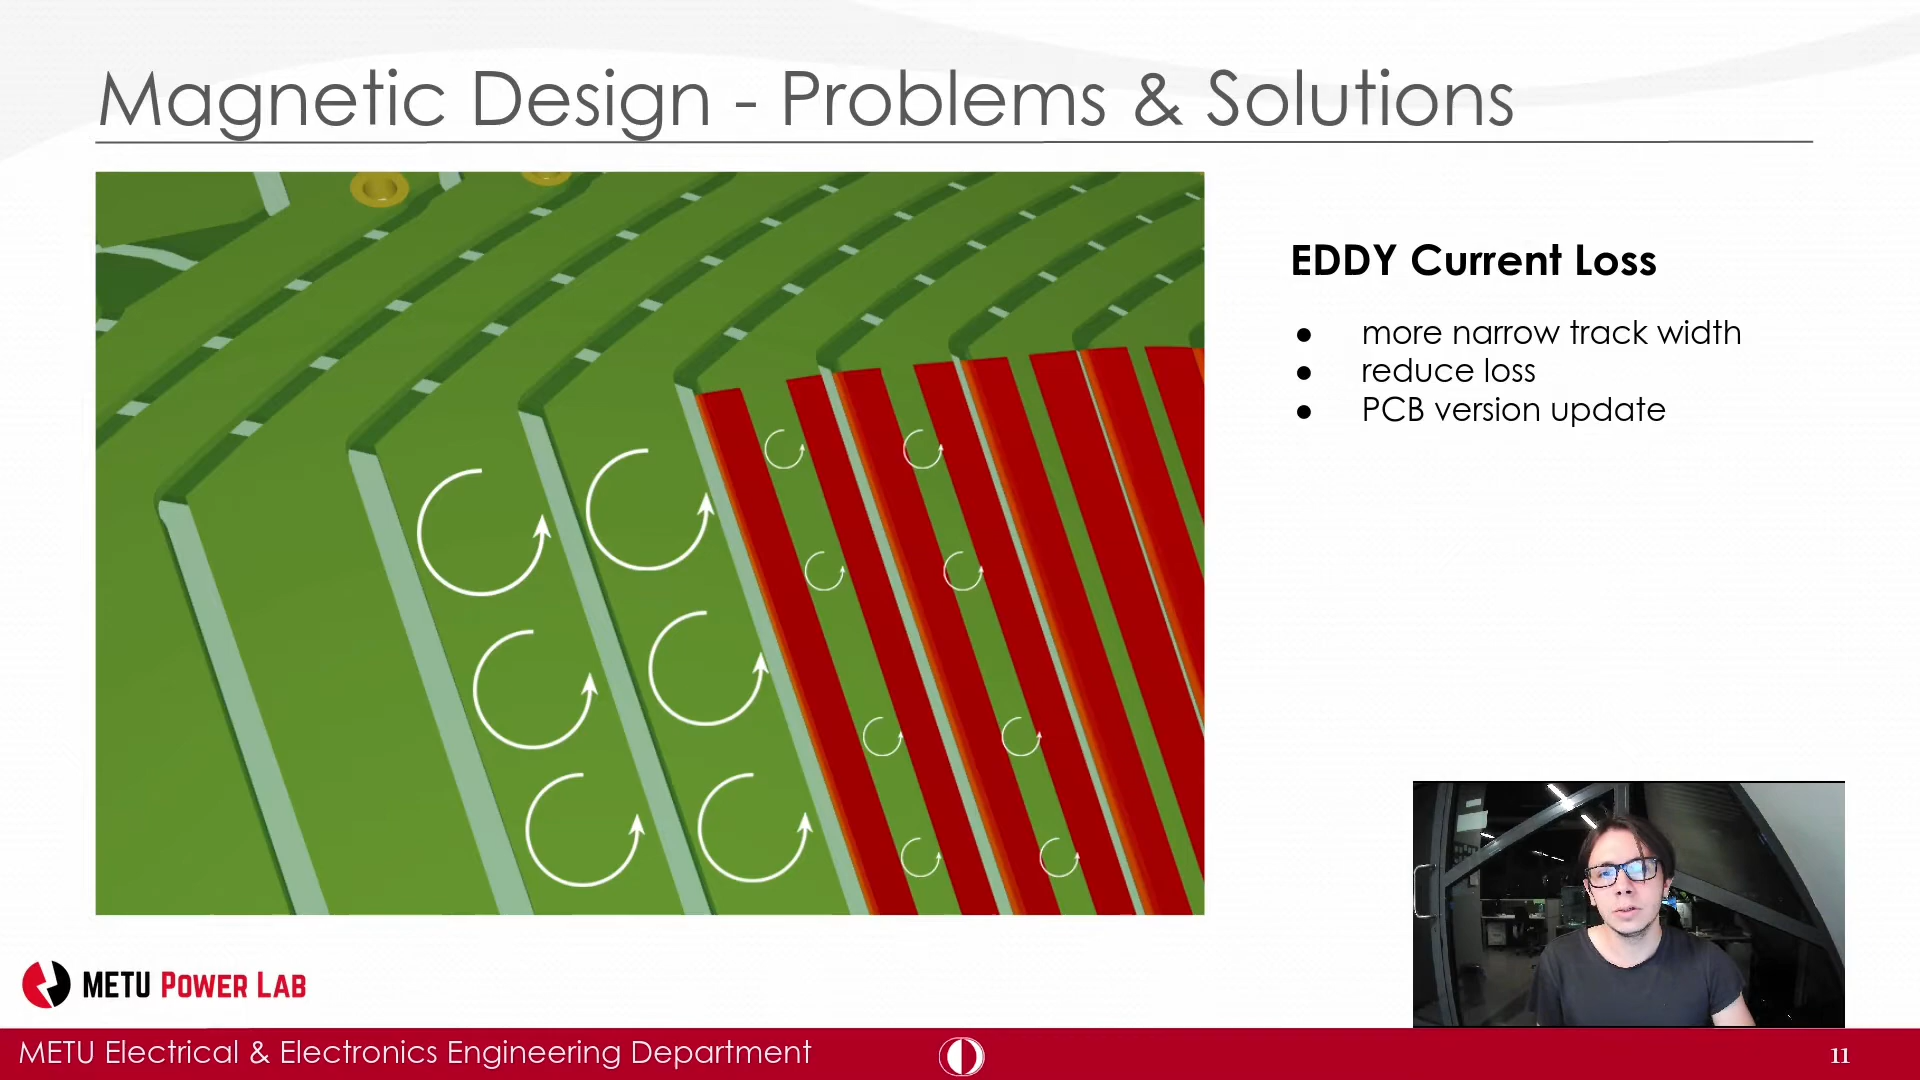 Magnetic Design - Problems & Solutions
EDDY Current Loss
● more narrow track width
● reduce loss
● PCB version update
METU POWER LAB
METU Electrical & Electronics Engineering Department
11